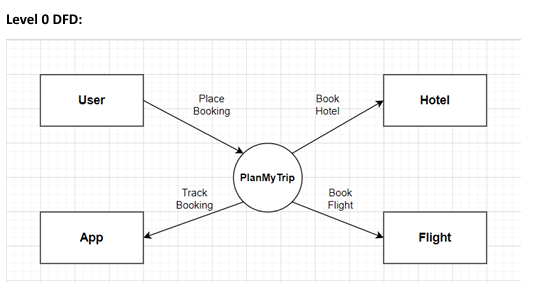 Level 0 DFD:
User
Place
Booking
Book
Hotel
Hotel
PlanMyTrip
Track
Booking
Book
Flight
App
Flight